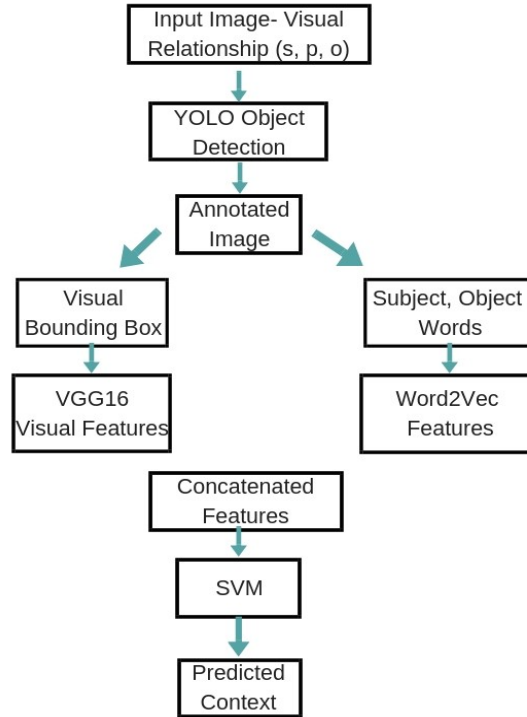 Input Image- Visual
Relationship (s, p, o)
YOLO Object
Detection
Annotated
Image
Visual
Bounding Box
Subject, Object
Words
VGG16
Visual Features
Word2Vec
Features
Concatenated
Features
SVM
Predicted
Context